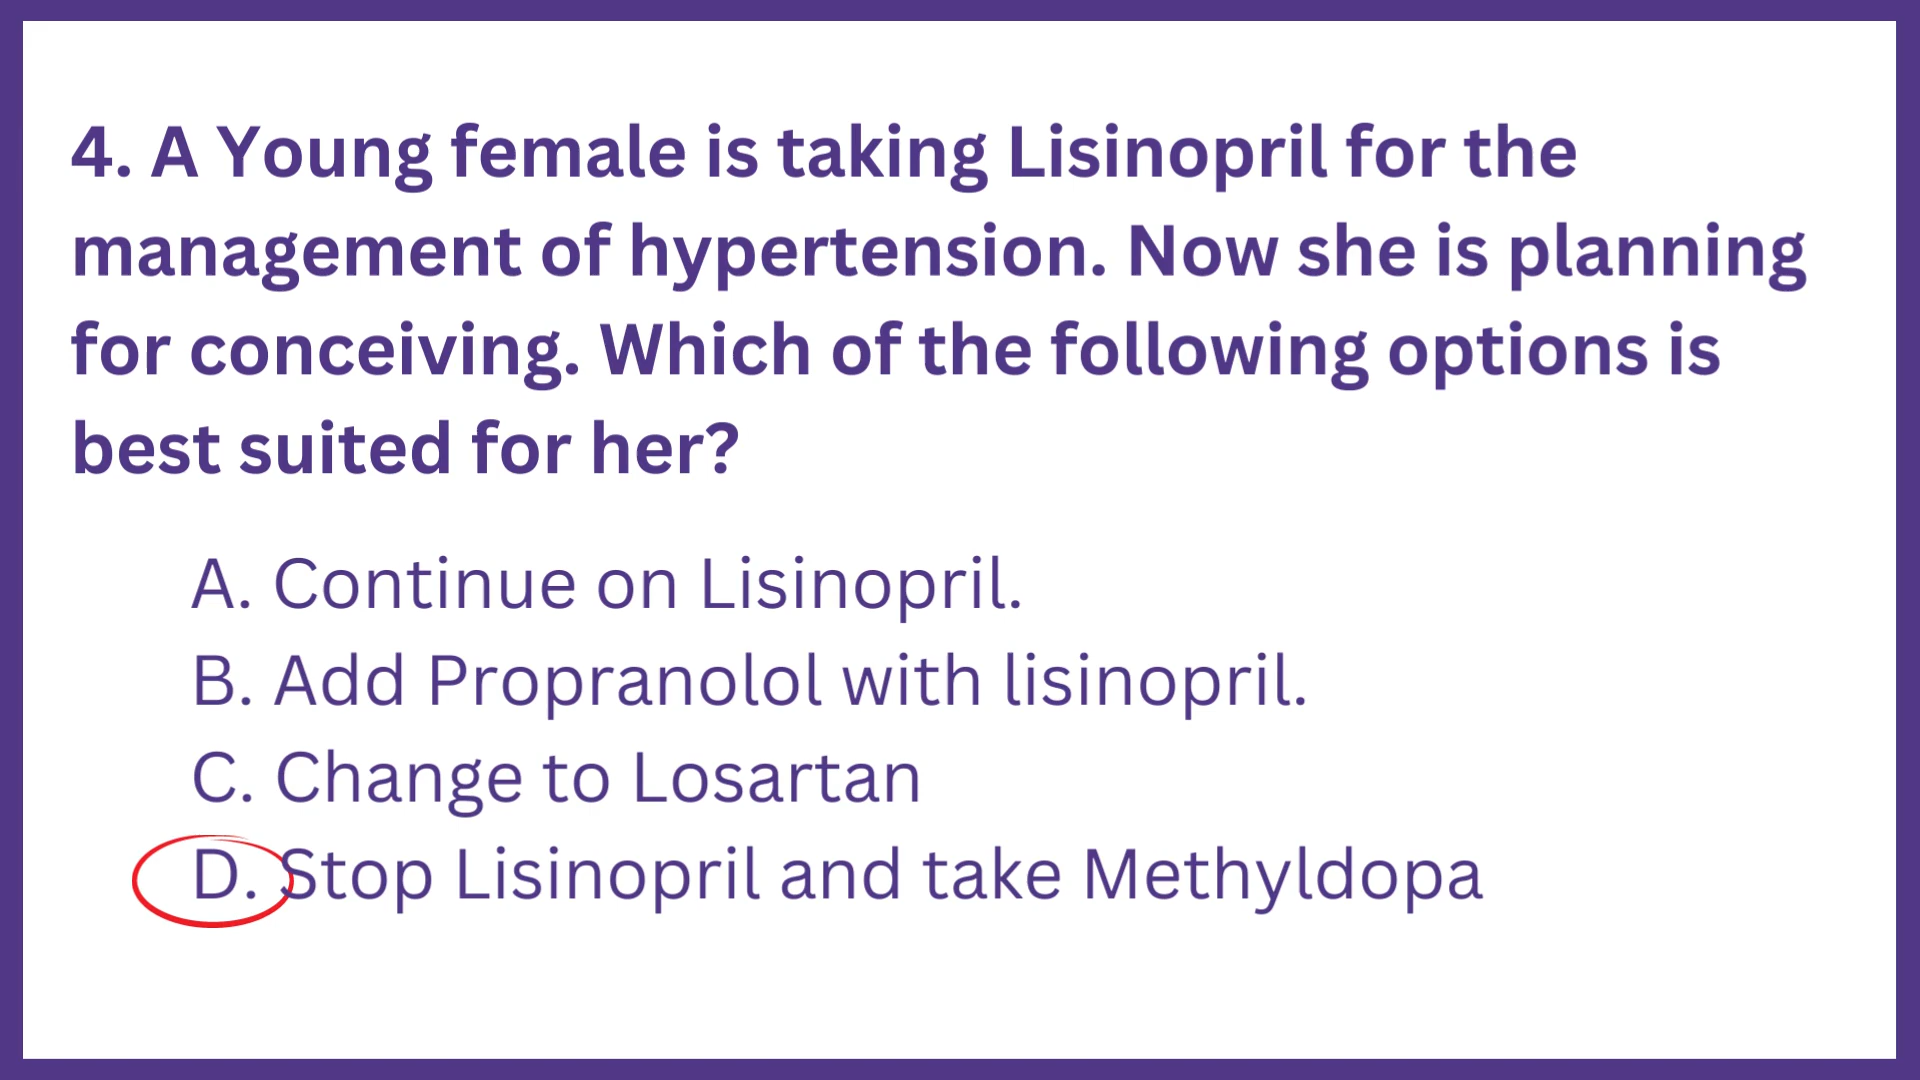 4. A Young female is taking Lisinopril for the
management of hypertension. Now she is planning
for conceiving. Which of the following options is
best suited for her?
A. Continue on Lisinopril.
B. Add Propranolol with lisinopril.
C. Change to Losartan
D. Stop Lisinopril and take Methyldopa